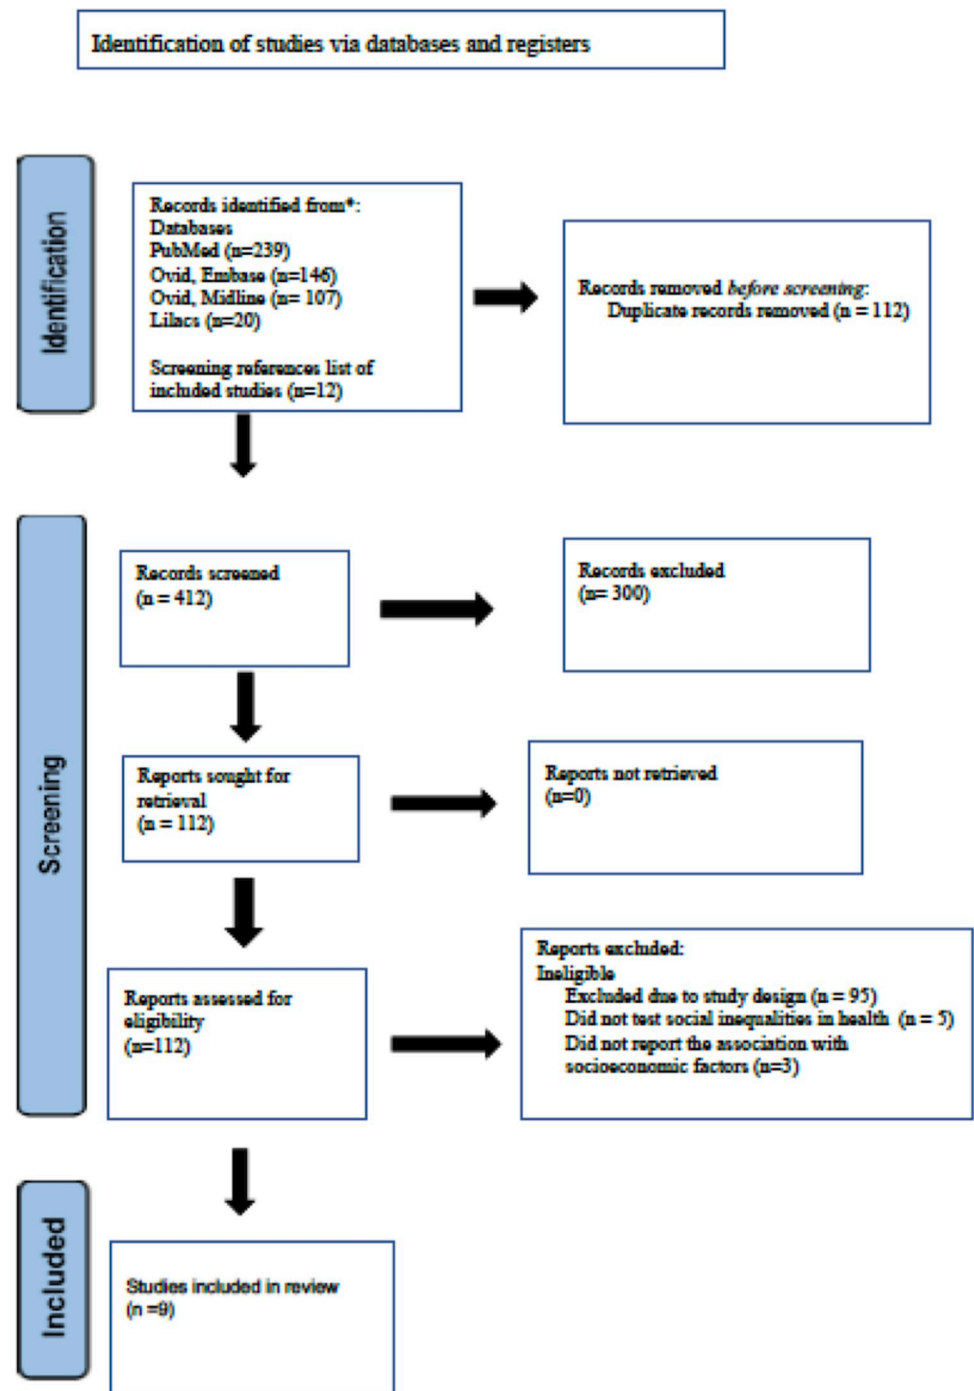 Identification of studies via databases and registers
Identification
Records identified from*:
Databases
PubMed (n=239)
Ovid, Embase (n=146)
Ovid, Midline (n= 107)
Lilacs (n=20)
Screening references list of
included studies (n=12)
Records removed before screening:
Duplicate records removed (n = 112)
Screening
Records screened
(n = 412)
Records excluded
(n= 300)
Reports sought for
retrieval
(n = 112)
Reports not retrieved
(n=0)
Reports assessed for
eligibility
(n=112)
Reports excluded:
Ineligible
Excluded due to study design (n = 95)
Did not test social inequalities in health (n = 5)
Did not report the association with
socioeconomic factors (n=3)
Included
Studies included in review
(n =9)